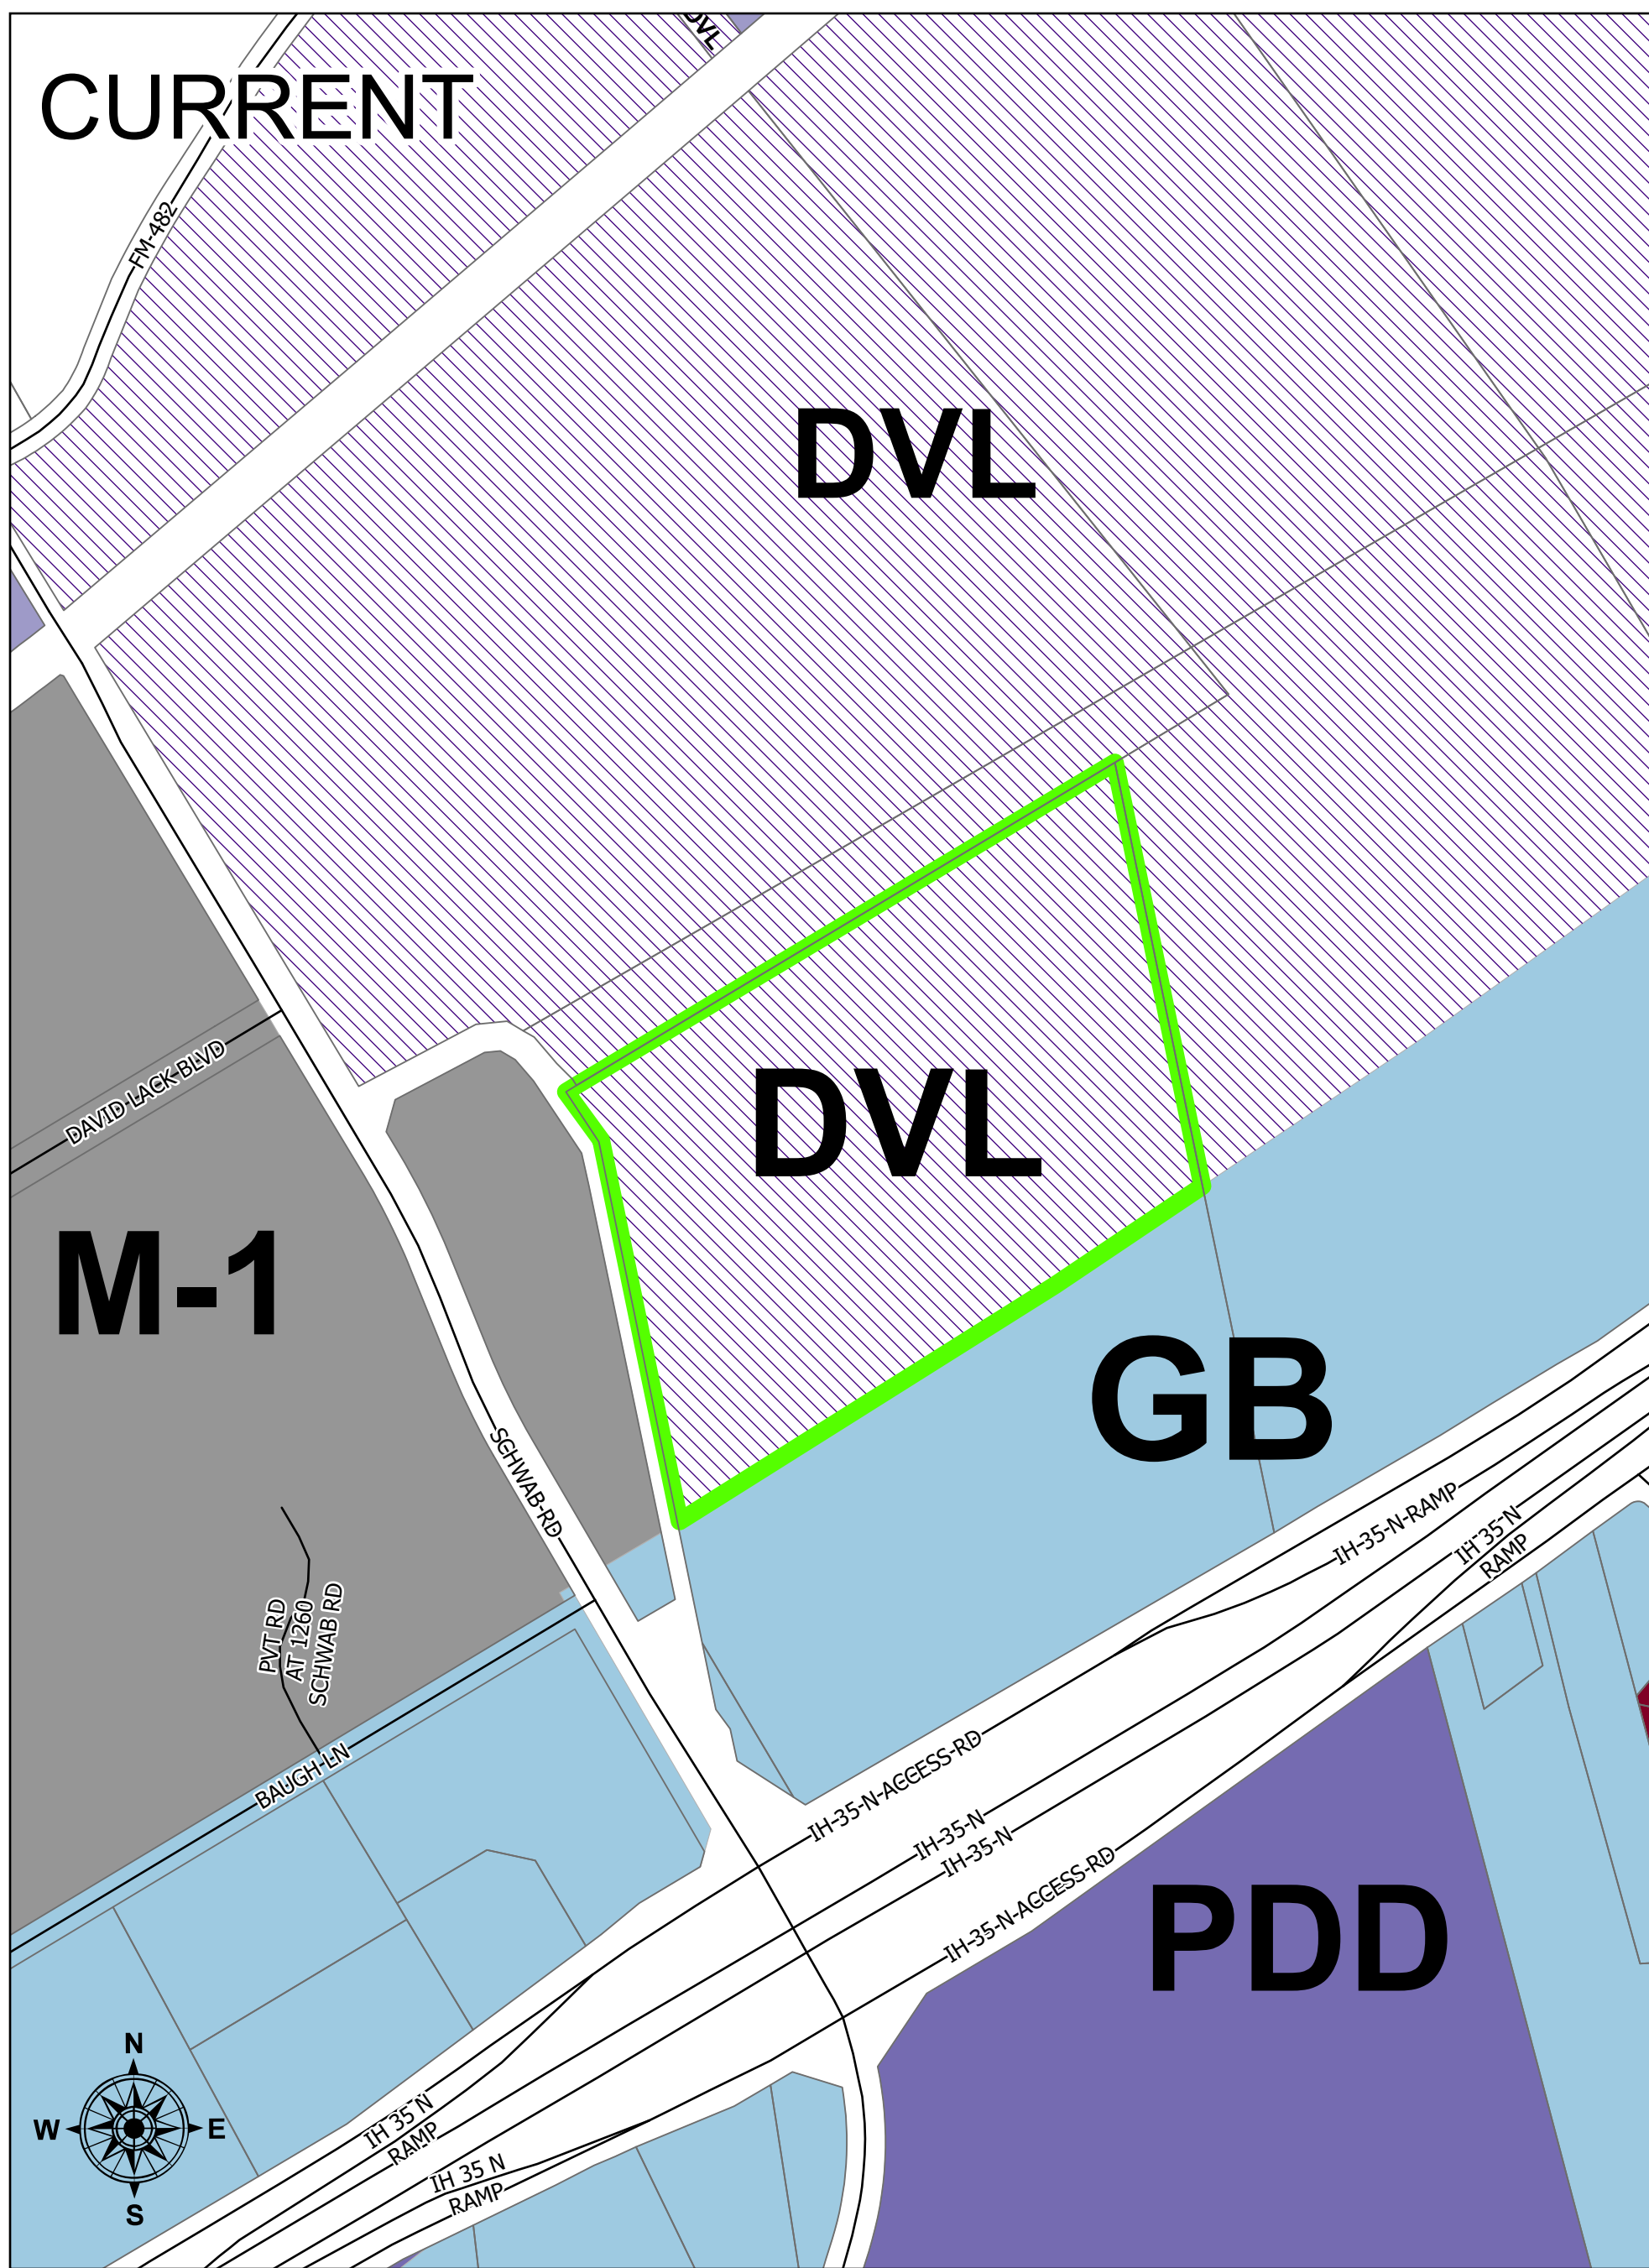 DVL
CURRENT
FM-482
DVL
DAVID LACK BLVD
DVL
M-1
GB
SCHWAB RD
IH-35-N-RAMP
IH 35 N
RAMP
PVT RD
AT 1260
SCHWAB RD
BAUGH LN
IH-35-N-ACCESS-RD
IH-35-N
IH-35-N
IH-35-N-ACCESS-RD
PDD
N
W
E
S
IH 35 N
RAMP
IH 35 N
RAMP